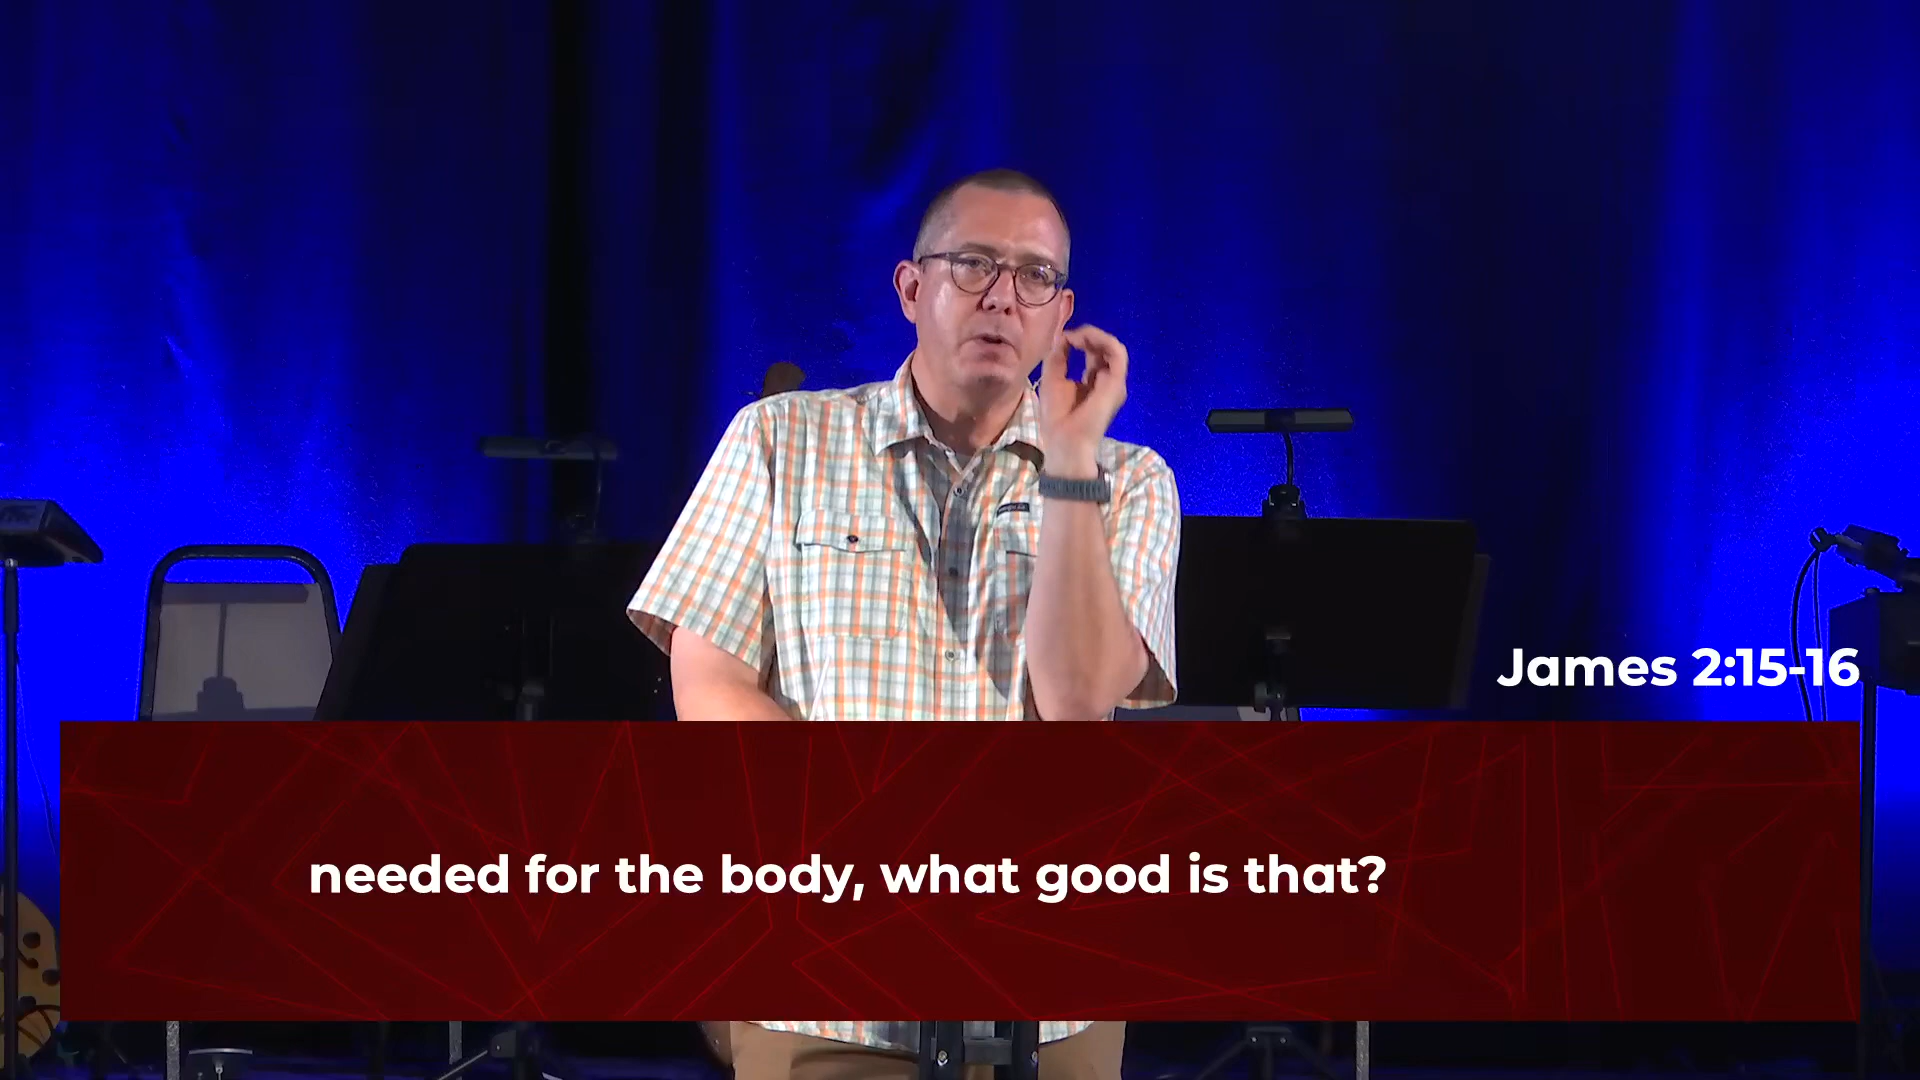 James 2:15-16
needed for the body, what good is that?